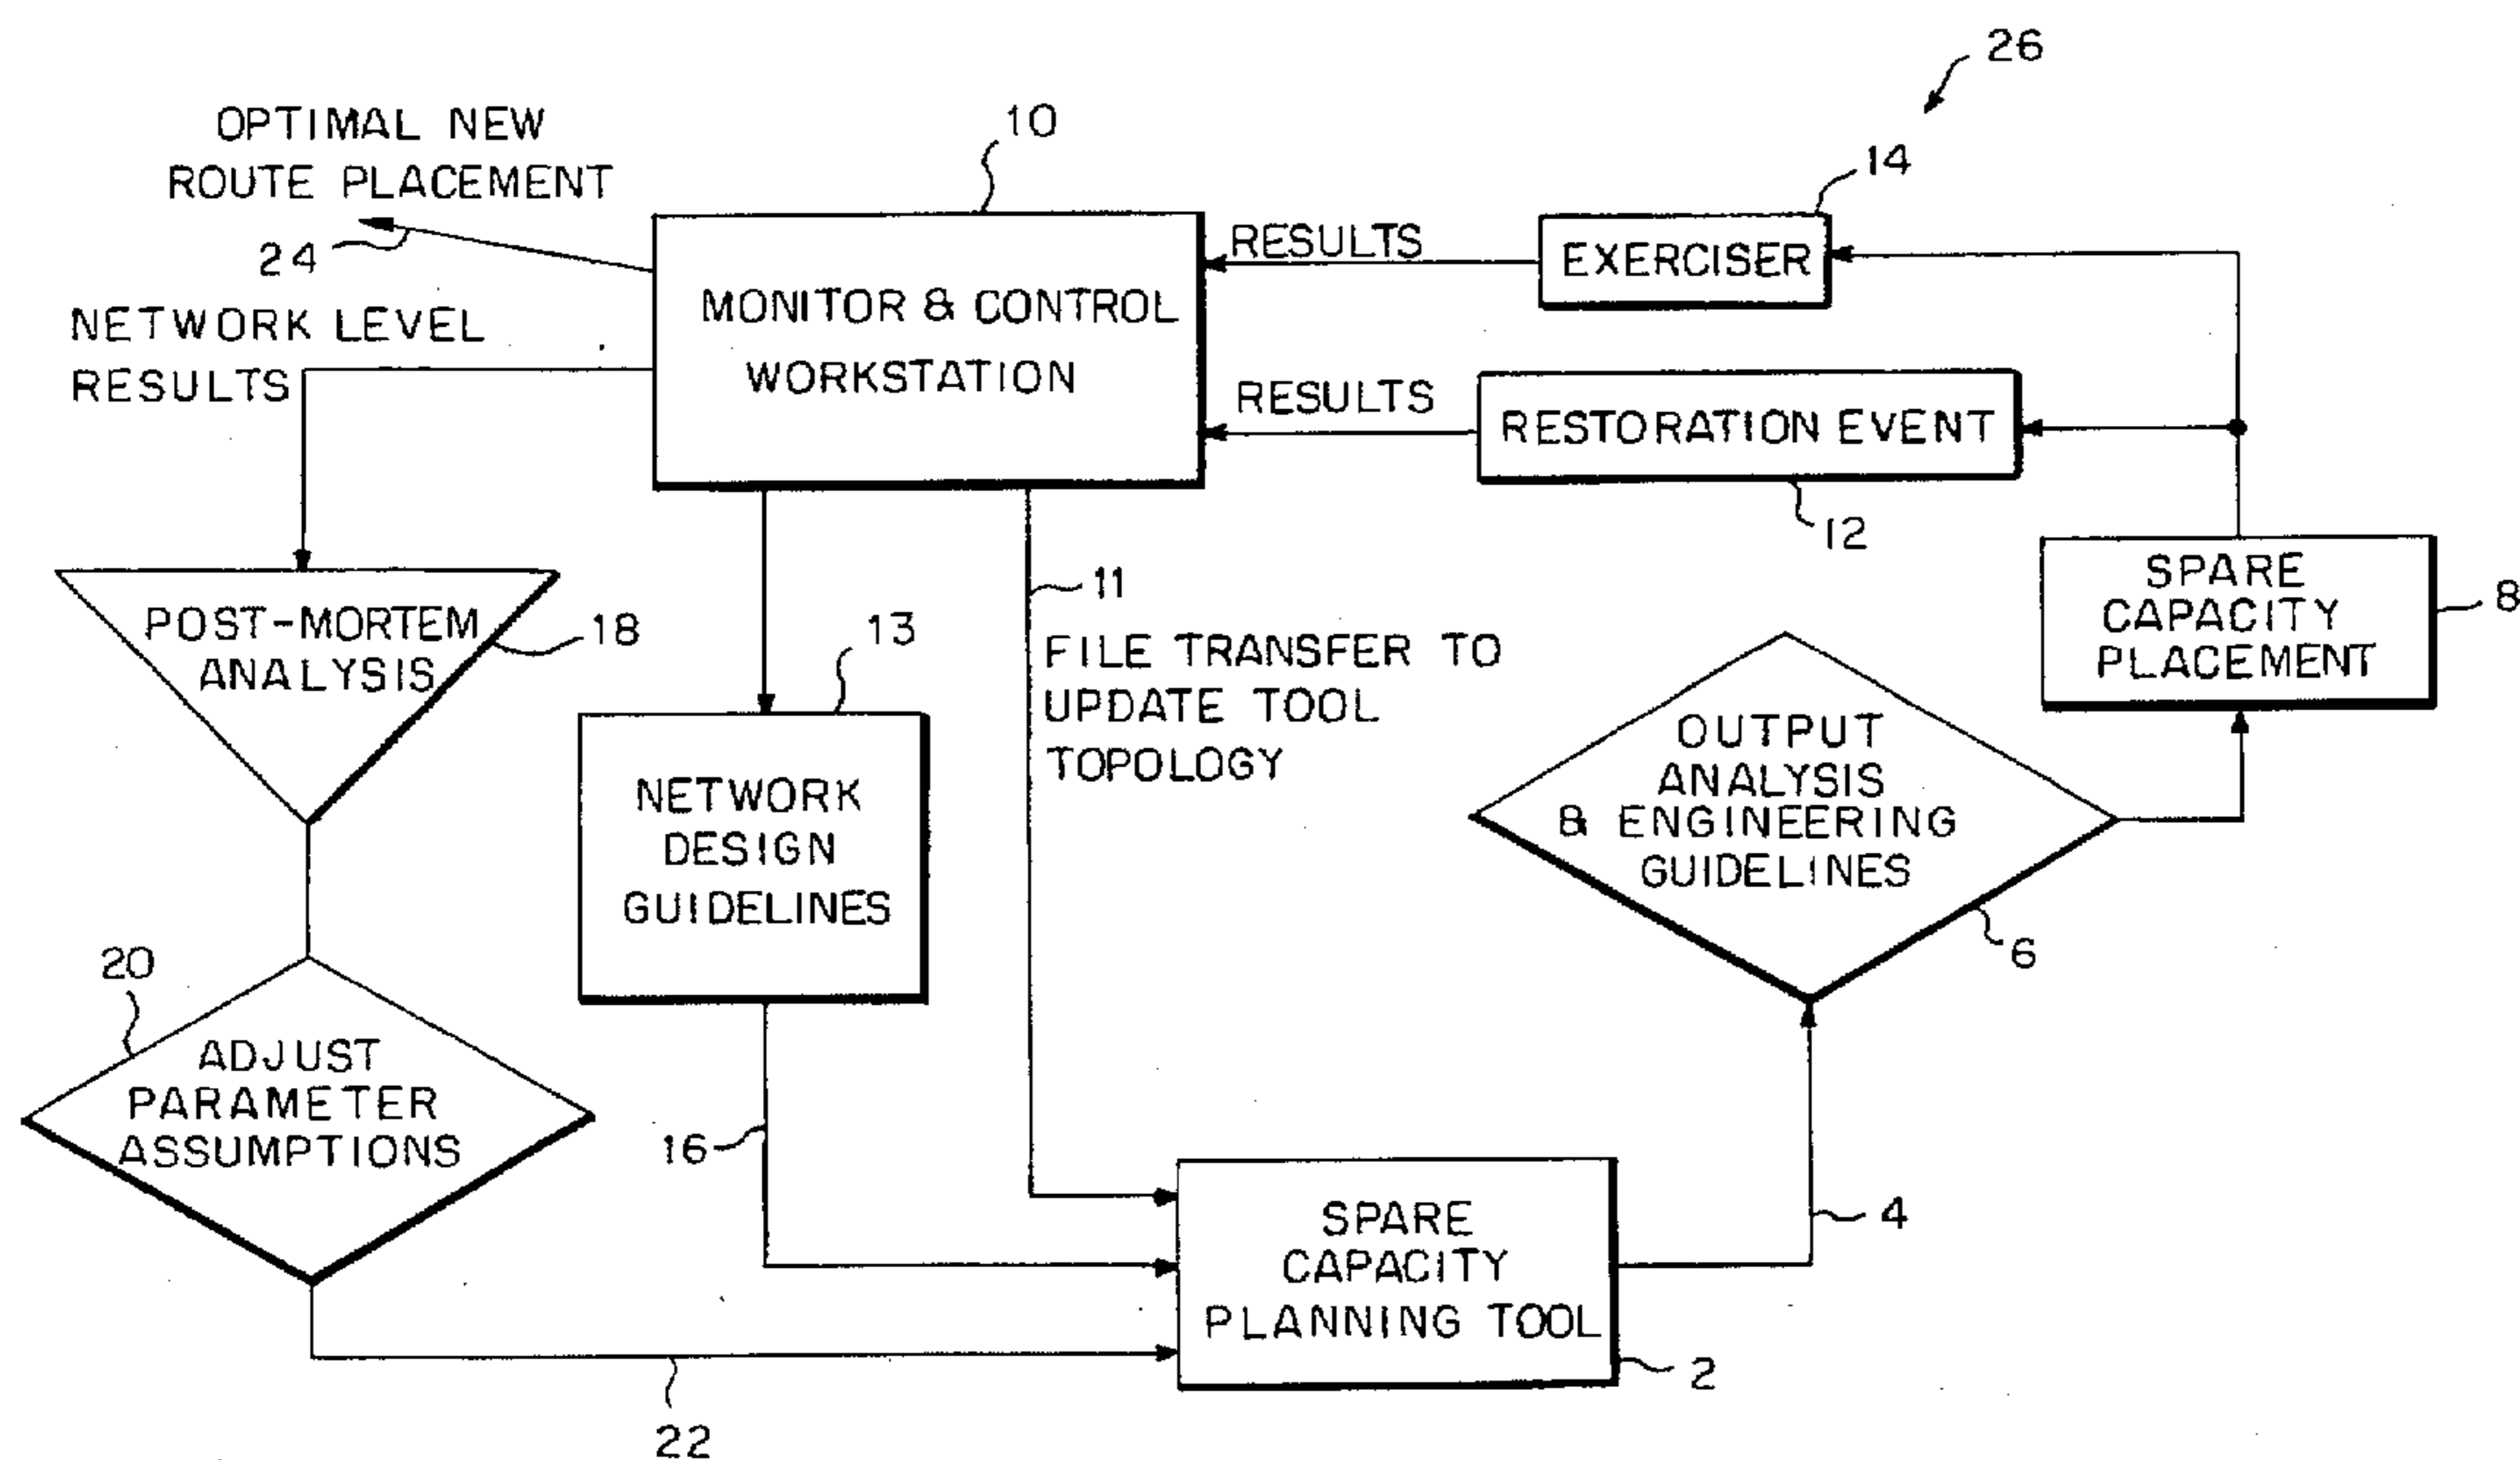 26
OPTIMAL NEW
ROUTE PLACEMENT
24
10
14
RESULTS
EXERCISER
MONITOR & CONTROL
WORKSTATION
NETWORK LEVEL
RESULTS
RESULTS
RESTORATION EVENT
12
SPARE
CAPACITY
PLACEMENT
8
11
POST-MORTEM
ANALYSIS
18
13
FILE TRANSFER TO
UPDATE TOOL
TOPOLOGY
NETWORK
DESIGN
GUIDELINES
OUTPUT
ANALYSIS
& ENGINEERING
GUIDELINES
6
20
ADJUST
PARAMETER
ASSUMPTIONS
16
4
SPARE
CAPACITY
PLANNING TOOL
2
22